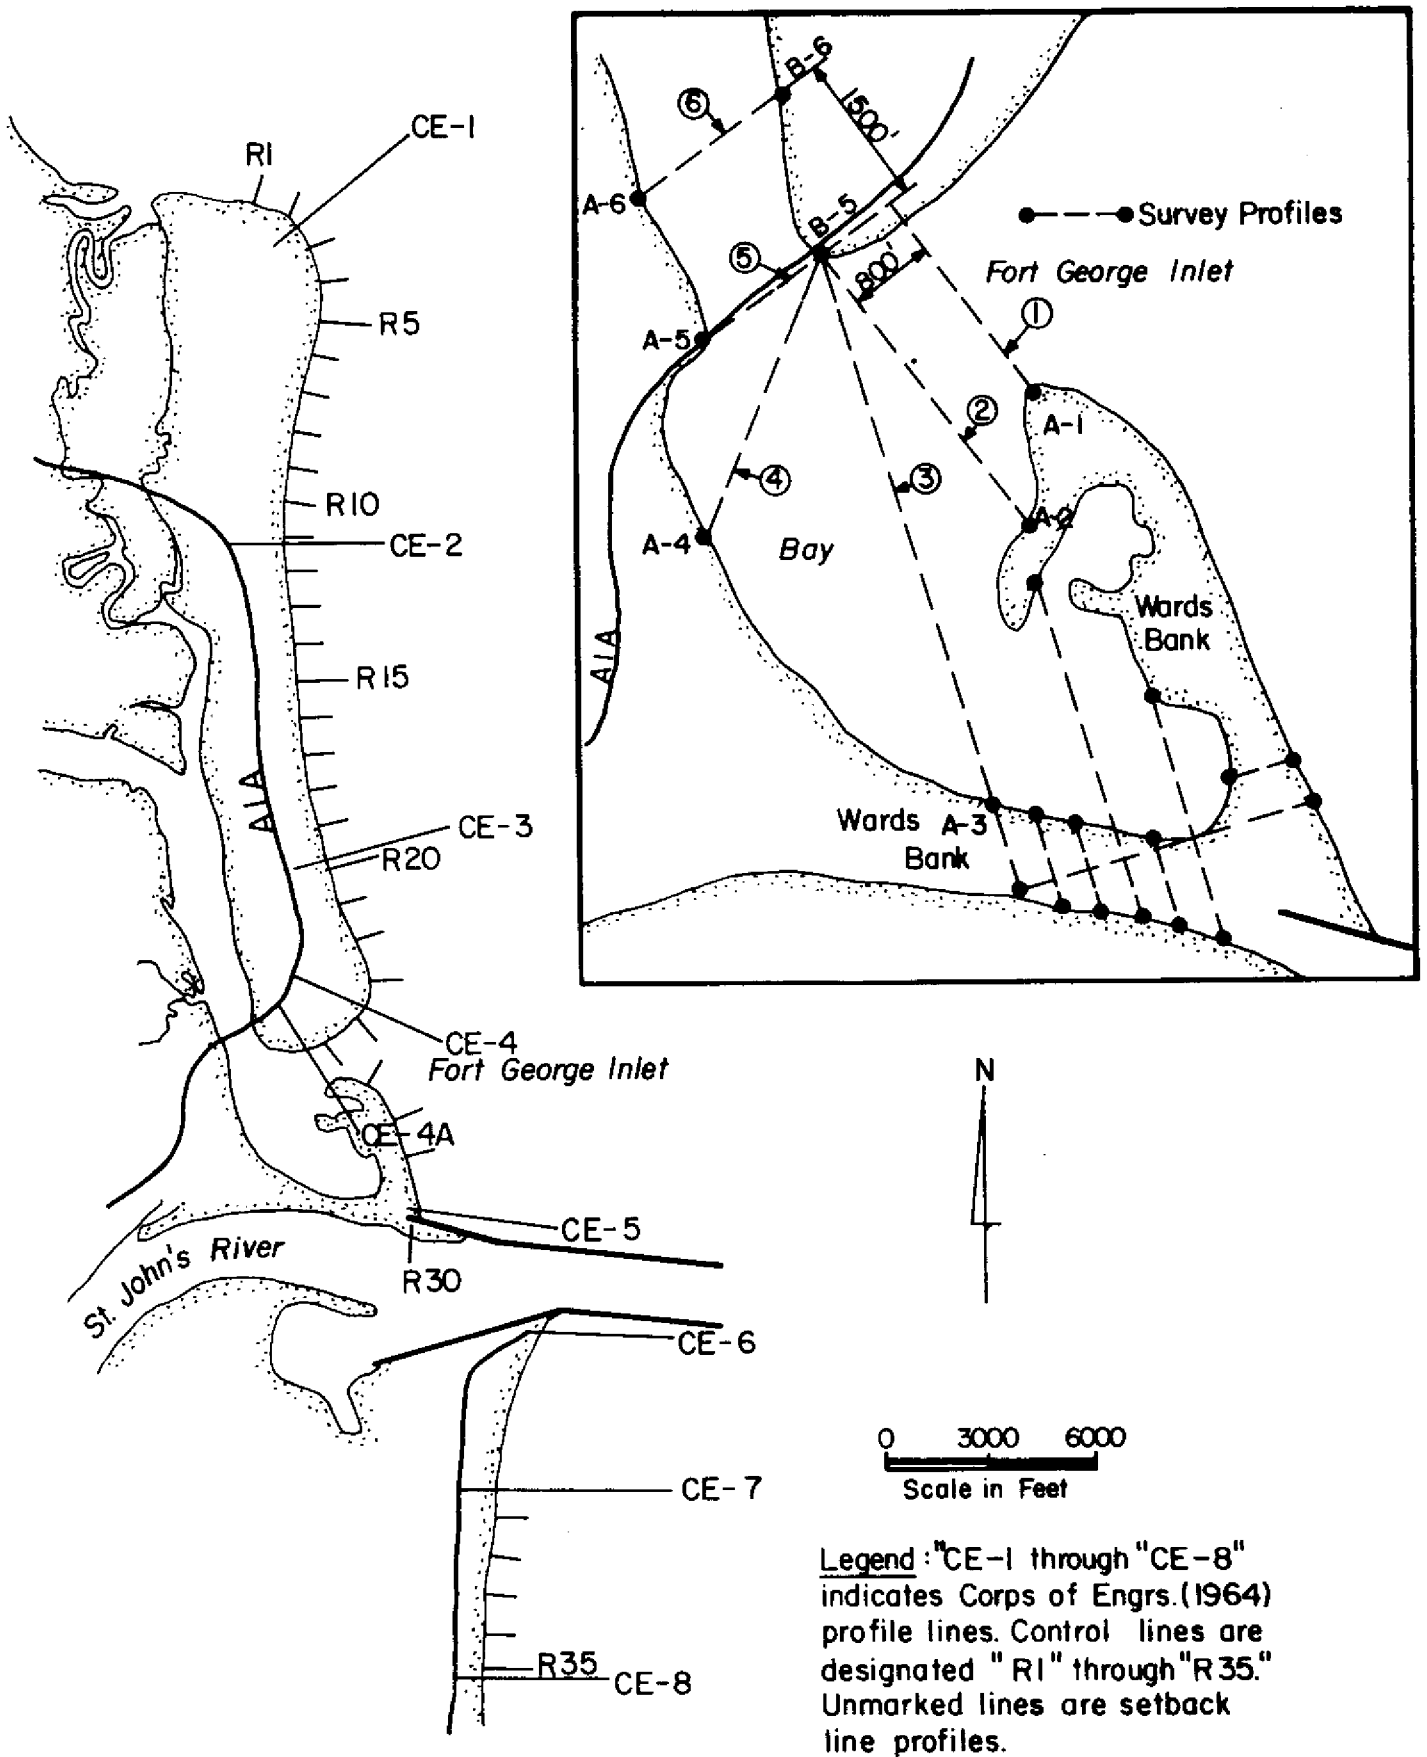 CE-1
R1
R5
R10
CE-2
R15
A1A
CE-3
R20
CE-4
Fort George Inlet
CE-4A
CE-5
St. John's River
R30
CE-6
CE-7
R35
CE-8
B-6
⑥
1500'
A-6
B-5
Survey Profiles
⑤
800'
Fort George Inlet
①
A-5
A-1
②
④
③
A-2
A-4
Bay
Wards
Bank
A1A
Wards
A-3
Bank
N
0 3000 6000
Scale in Feet
Legend : "CE-1 through "CE-8"
indicates Corps of Engrs. (1964)
profile lines. Control lines are
designated "R1" through "R35."
Unmarked lines are setback
line profiles.